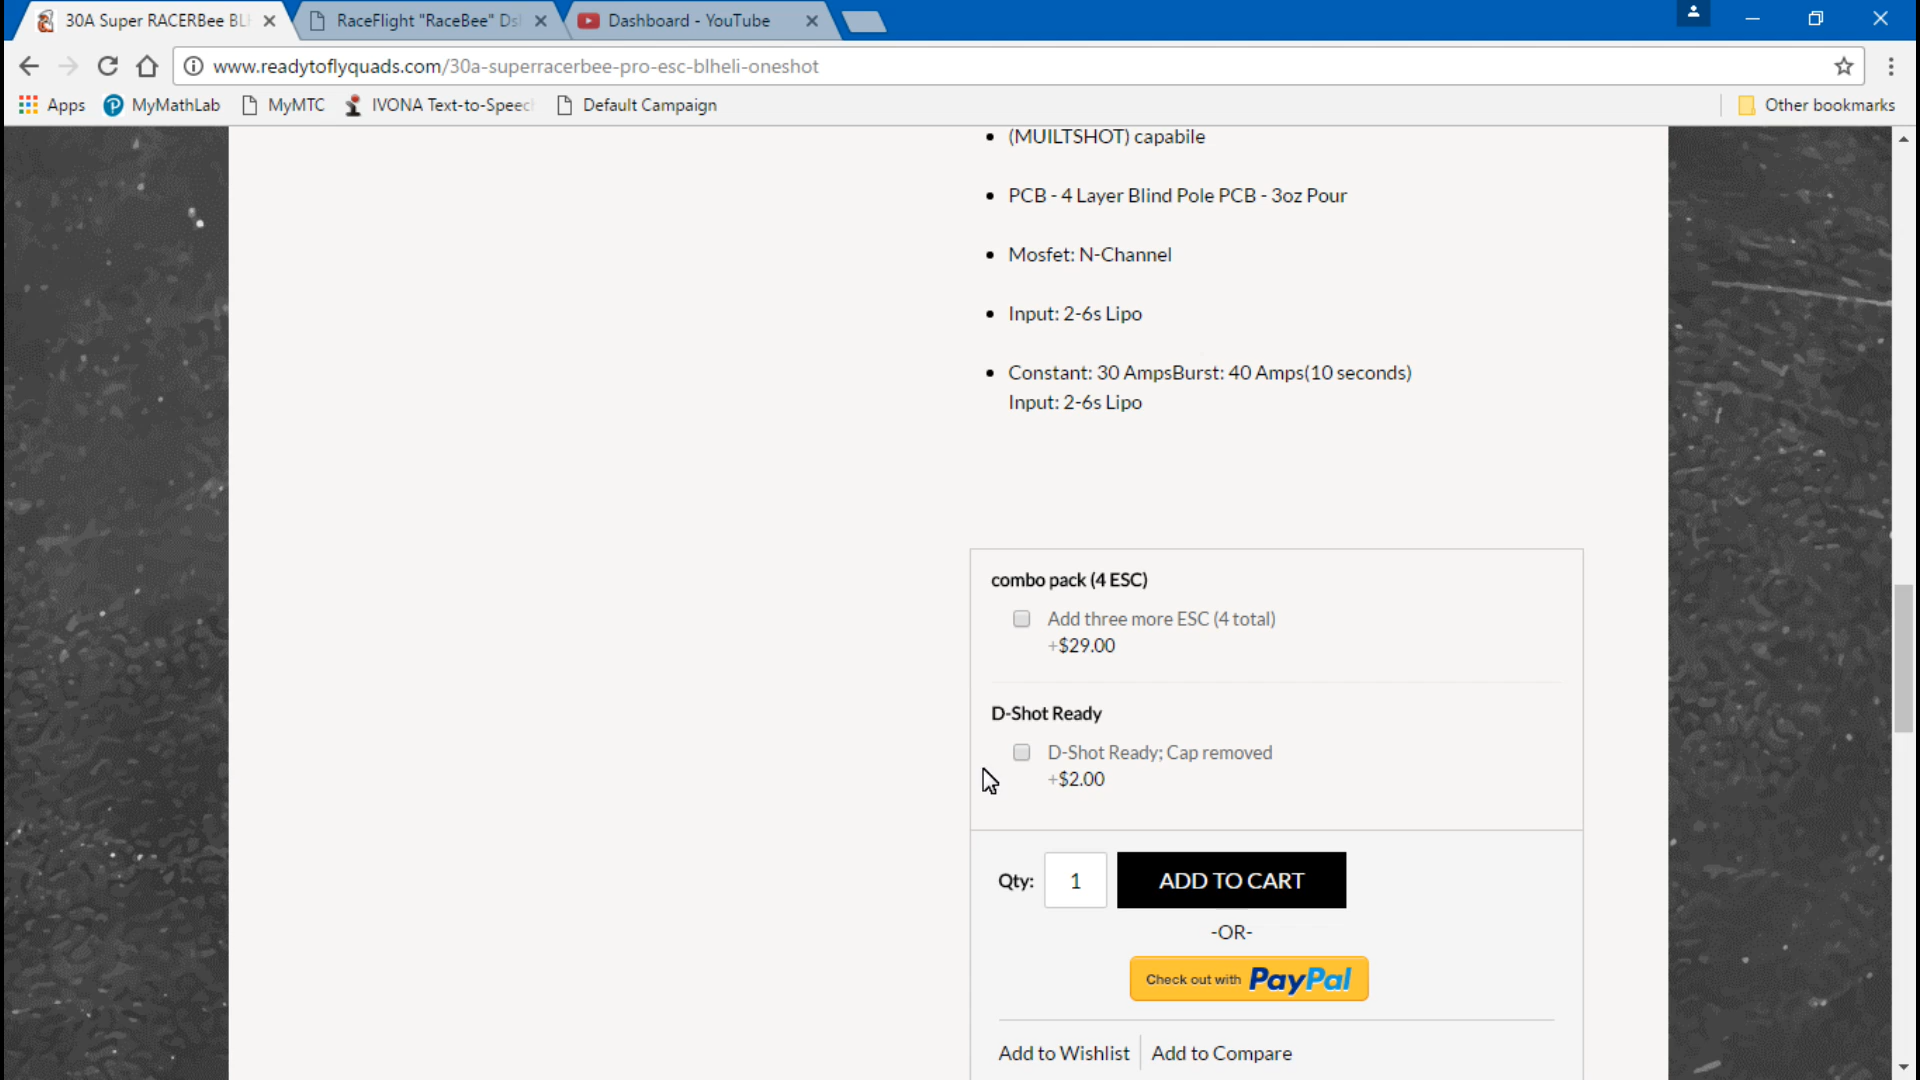 30A Super RACERBee BL
RaceFlight "RaceBee" Ds
Dashboard - YouTube
www.readytoflyquads.com/30a-superracerbee-pro-esc-blheli-oneshot
Apps
MyMathLab
MyMTC
IVONA Text-to-Speec
Default Campaign
Other bookmarks
(MUILTSHOT) capabile
PCB - 4 Layer Blind Pole PCB - 3oz Pour
Mosfet: N-Channel
Input: 2-6s Lipo
Constant: 30 AmpsBurst: 40 Amps(10 seconds)
Input: 2-6s Lipo
combo pack (4 ESC)
Add three more ESC (4 total)
+$29.00
D-Shot Ready
D-Shot Ready; Cap removed
+$2.00
Qty: 1 ADD TO CART
-OR-
Check out with PayPal
Add to Wishlist Add to Compare